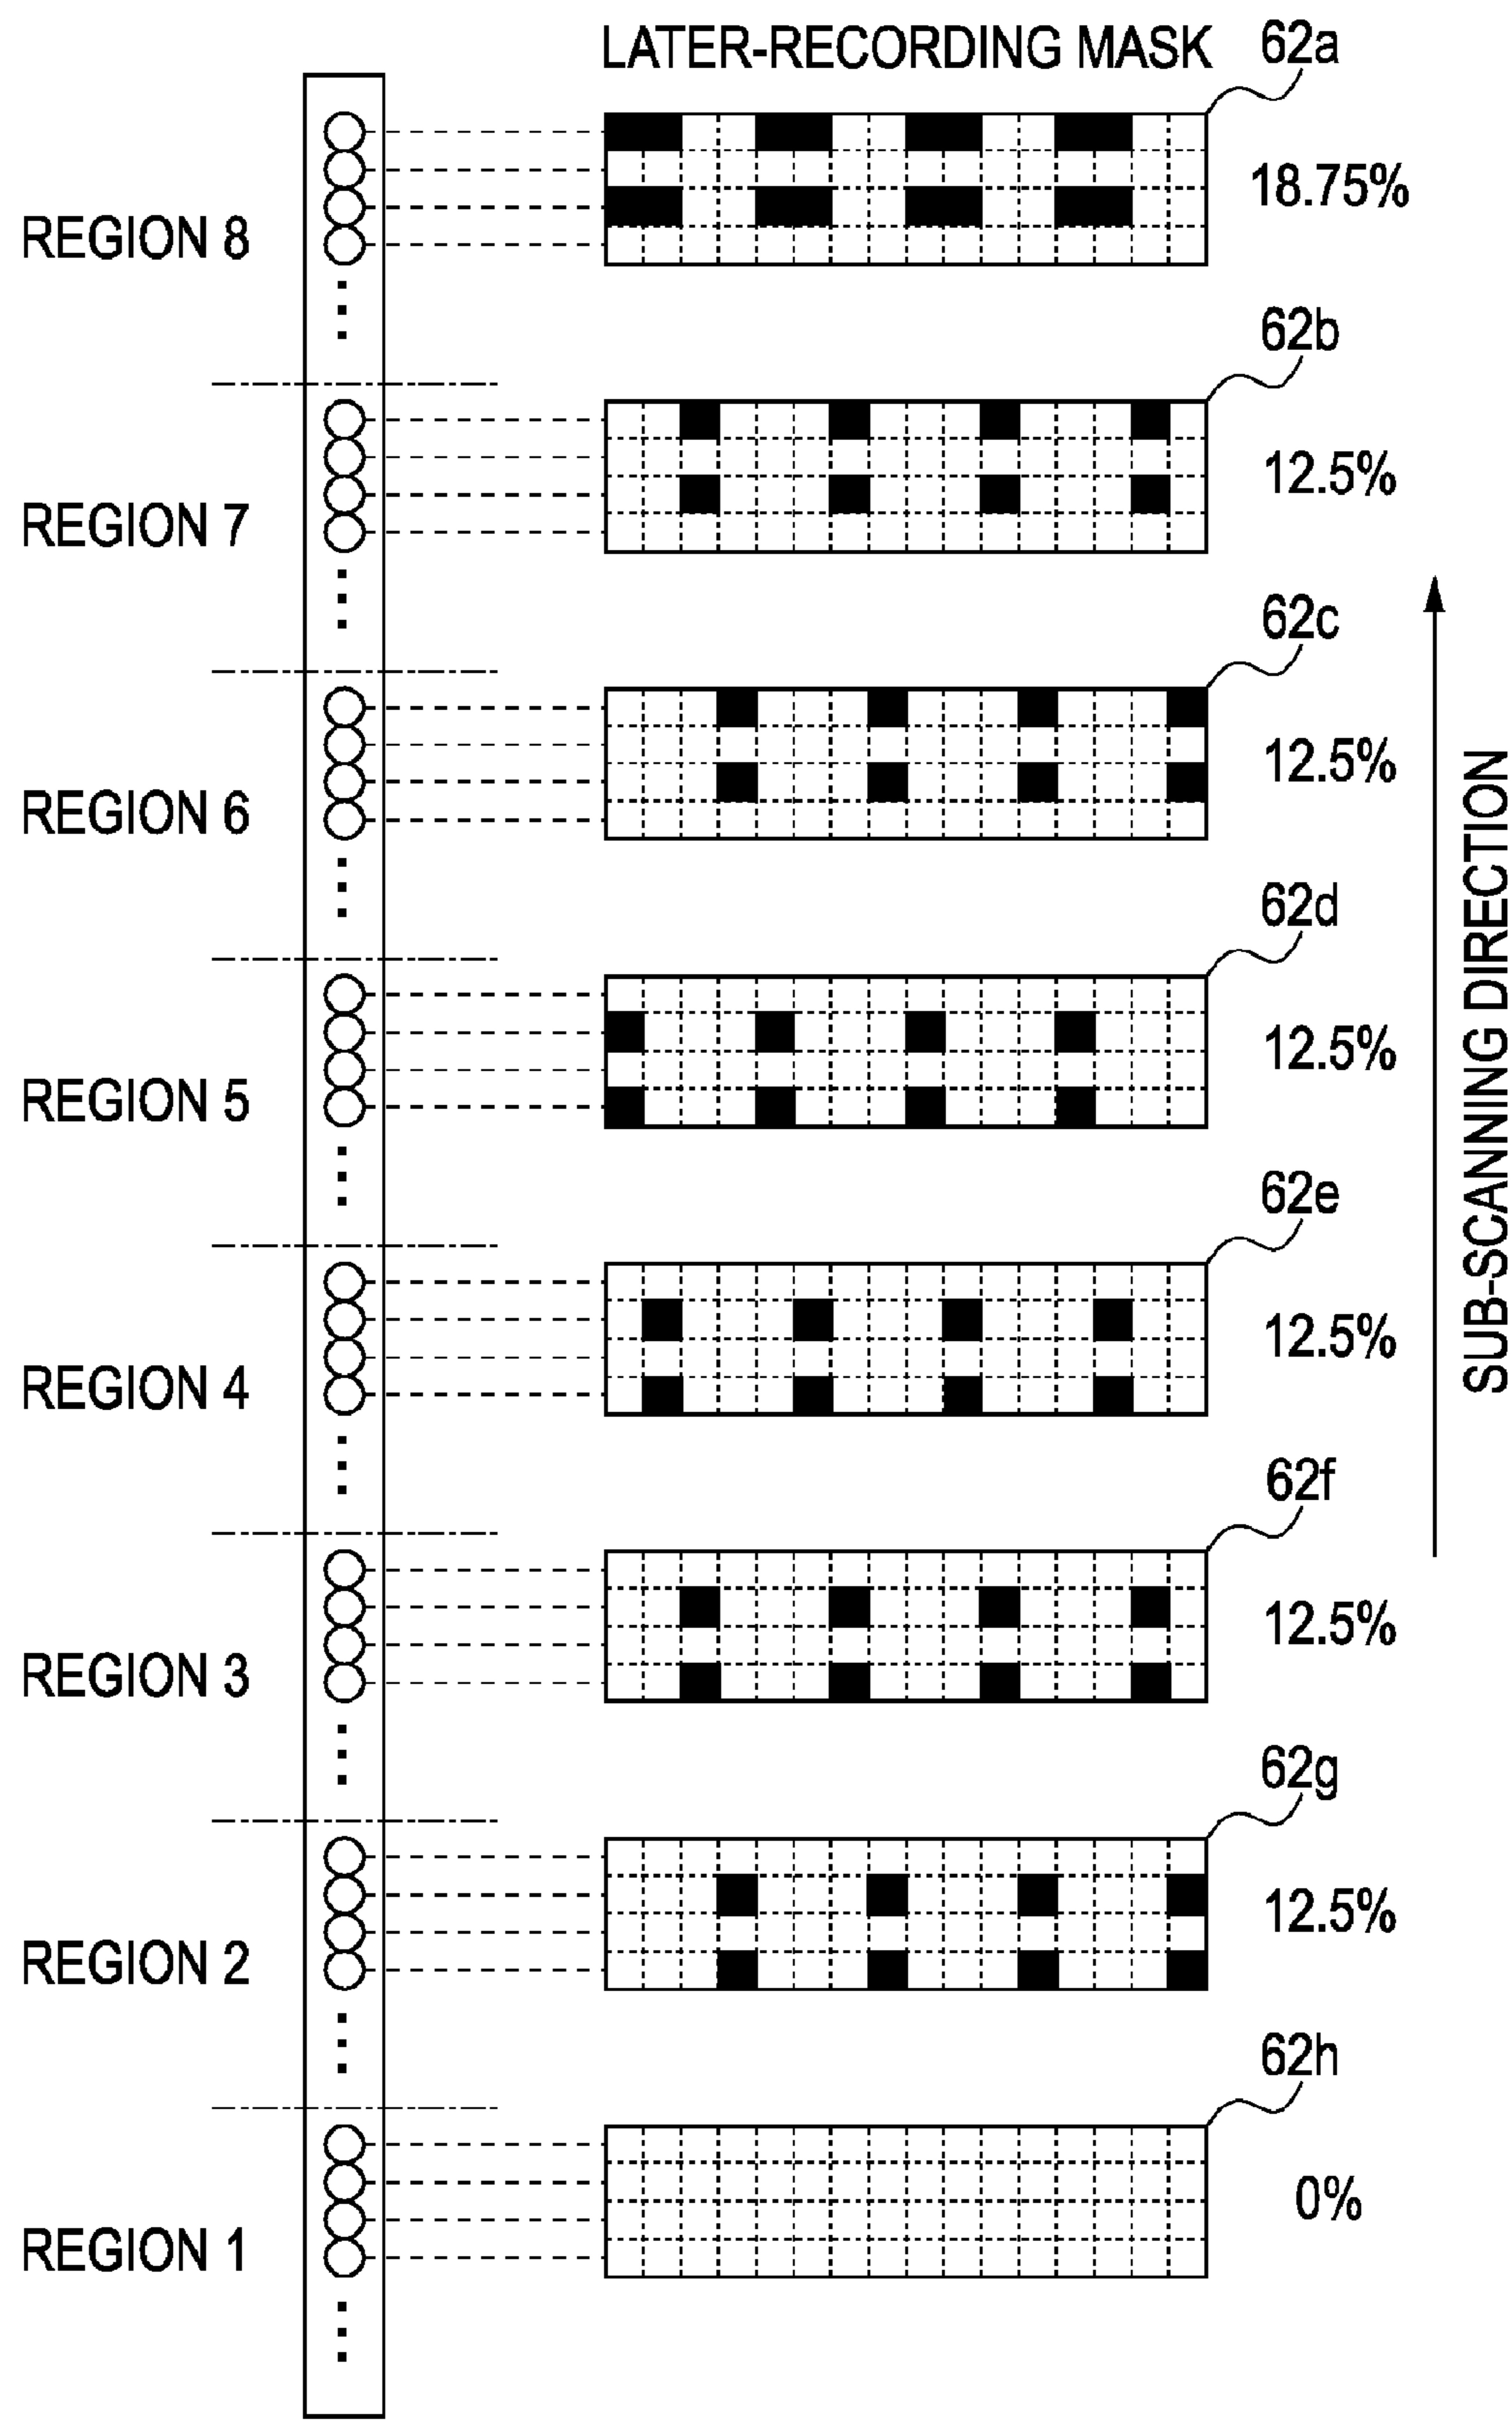 LATER-RECORDING MASK
62a
REGION 8
18.75%
62b
REGION 7
12.5%
62c
REGION 6
12.5%
62d
REGION 5
12.5%
62e
REGION 4
12.5%
62f
REGION 3
12.5%
62g
REGION 2
12.5%
62h
REGION 1
0%
SUB-SCANNING DIRECTION